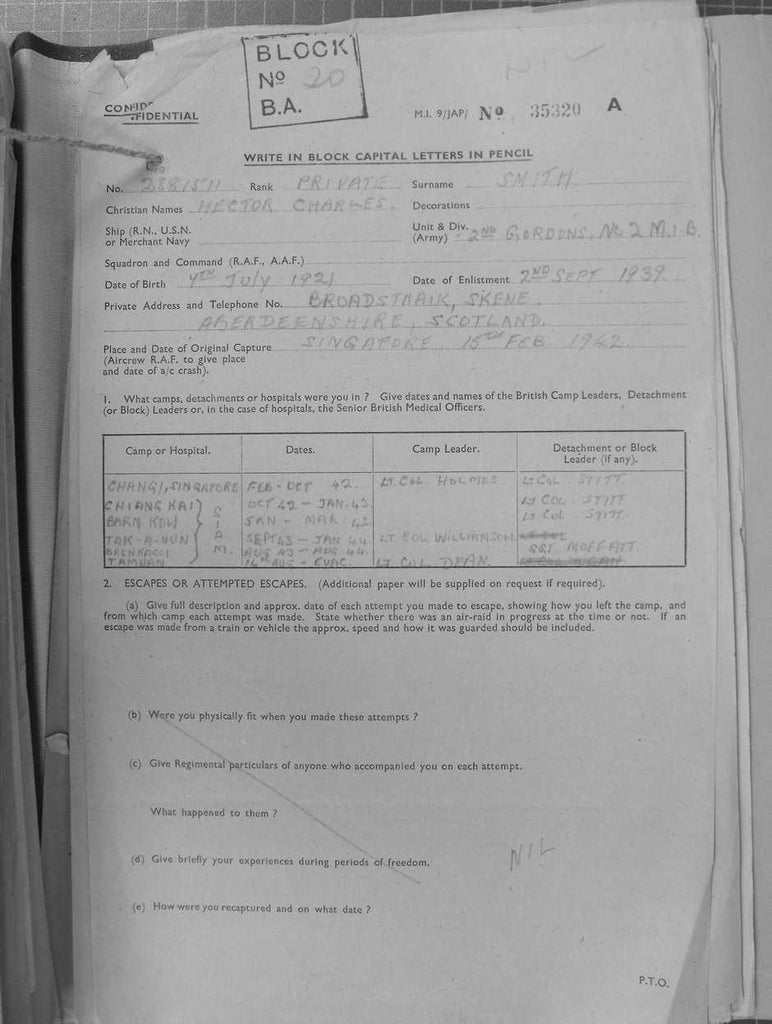 BLOCK
Nº 20
B.A.
NIL
CONFIDENTIAL
M.I. 9/JAP/ Nº 35320 A
WRITE IN BLOCK CAPITAL LETTERS IN PENCIL
No. 2881511 Rank PRIVATE Surname SMITH.
Christian Names HECTOR CHARLES. Decorations
Ship (R.N., U.S.N. or Merchant Navy
Unit & Div. (Army) 2ND GORDONS, No 2 M.I.B.
Squadron and Command (R.A.F., A.A.F.)
Date of Birth 4TH July 1921 Date of Enlistment 2ND SEPT 1939.
Private Address and Telephone No. BROADSTRAIK, SKENE.
ABERDEENSHIRE, SCOTLAND.
Place and Date of Original Capture SINGAPORE 15TH FEB. 1942.
(Aircrew R.A.F. to give place
and date of a/c crash).
1. What camps, detachments or hospitals were you in ? Give dates and names of the British Camp Leaders, Detachment
(or Block) Leaders or, in the case of hospitals, the Senior British Medical Officers.
Camp or Hospital. Dates. Camp Leader. Detachment or Block Leader (if any).
CHANGI, SINGAPORE FEB - OCT 42. LT. COL. HOLMES LT COL. STITT.
CHIANG KAI OCT 42 - JAN. 43. LT COL STITT
BARN KOW JAN - MAR. LT COL. STITT.
TAK-A-NUN SEPT 43 - JAN 44 LT COL WILLIAMSON.
AUG 43 - AUG 44. MOFFATT.
TAMUAN AUG - EVAC. LT COL DEAN.
SIAM.
2. ESCAPES OR ATTEMPTED ESCAPES. (Additional paper will be supplied on request if required).
(a) Give full description and approx. date of each attempt you made to escape, showing how you left the camp, and
from which camp each attempt was made. State whether there was an air-raid in progress at the time or not. If an
escape was made from a train or vehicle the approx. speed and how it was guarded should be included.
(b) Were you physically fit when you made these attempts ?
(c) Give Regimental particulars of anyone who accompanied you on each attempt.
What happened to them ?
(d) Give briefly your experiences during periods of freedom.
NIL
(e) How were you recaptured and on what date ?
P.T.O.